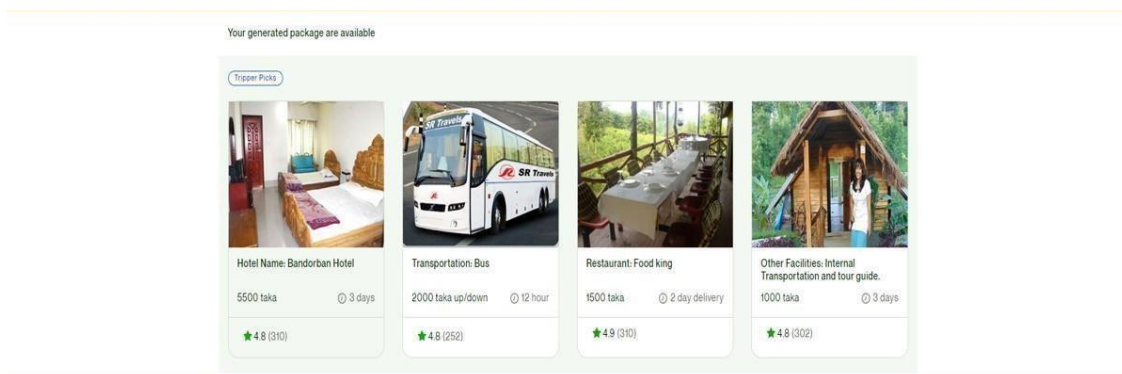 Your generated package are available
Tripper Picks
SR Travels
SR Travels
Hotel Name: Bandorban Hotel
5500 taka
3 days
4.8 (310)
Transportation: Bus
2000 taka up/down
12 hour
4.8 (252)
Restaurant: Food king
1500 taka
2 day delivery
4.9 (310)
Other Facilities: Internal
Transportation and tour guide.
1000 taka
3 days
4.8 (302)